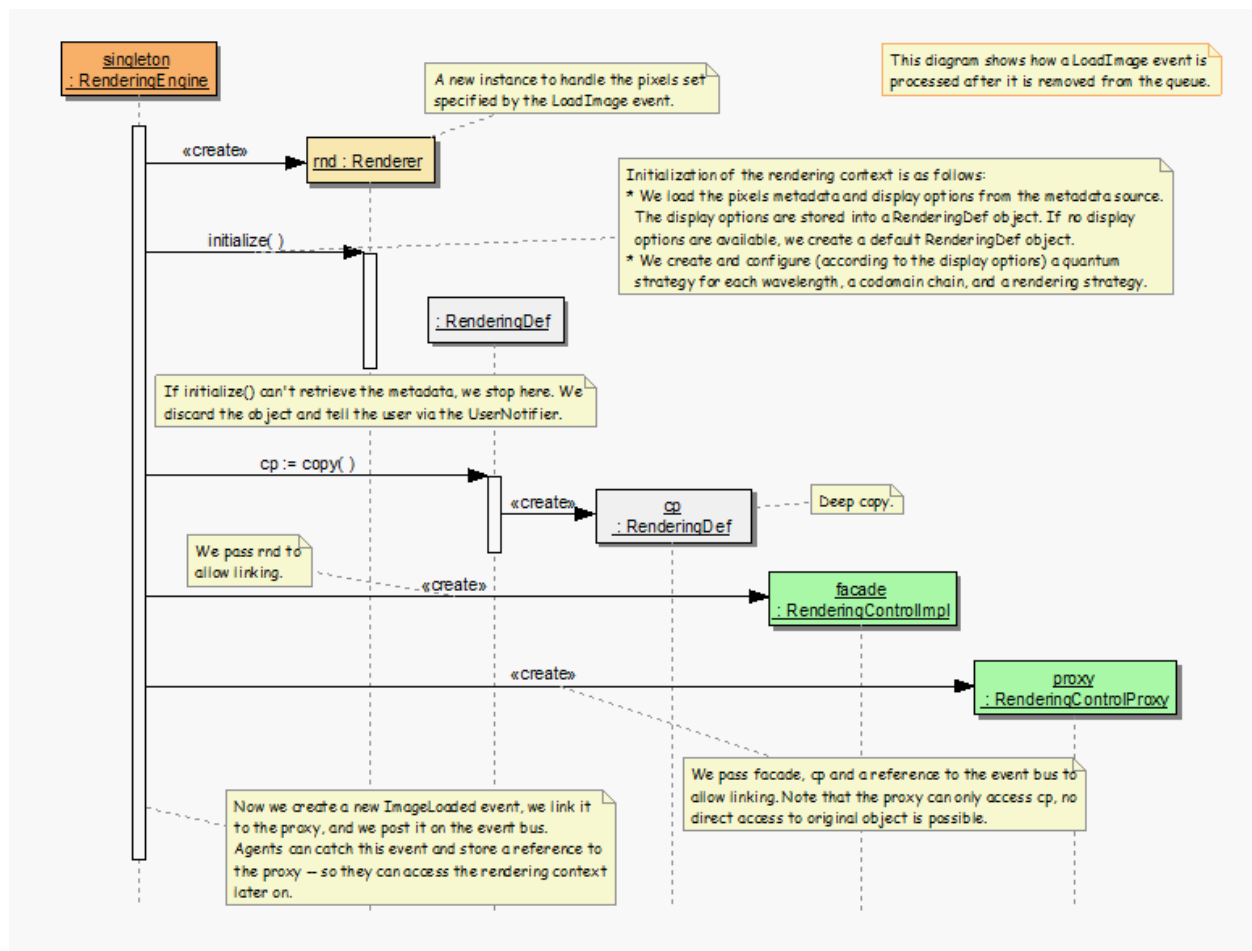 singleton
: RenderingEngine
This diagram shows how a LoadImage event is
processed after it is removed from the queue.
A new instance to handle the pixels set
specified by the LoadImage event.
«create»
rnd : Renderer
Initialization of the rendering context is as follows:
* We load the pixels metadata and display options from the metadata source.
The display options are stored into a RenderingDef object. If no display
options are available, we create a default RenderingDef object.
* We create and configure (according to the display options) a quantum
strategy for each wavelength, a codomain chain, and a rendering strategy.
initialize( )
: RenderingDef
If initialize() can't retrieve the metadata, we stop here. We
discard the object and tell the user via the UserNotifier.
cp := copy( )
«create»
cp
: RenderingDef
Deep copy.
We pass rnd to
allow linking.
«create»
facade
: RenderingControlImpl
«create»
proxy
: RenderingControlProxy
We pass facade, cp and a reference to the event bus to
allow linking. Note that the proxy can only access cp, no
direct access to original object is possible.
Now we create a new ImageLoaded event, we link it
to the proxy, and we post it on the event bus.
Agents can catch this event and store a reference to
the proxy -- so they can access the rendering context
later on.